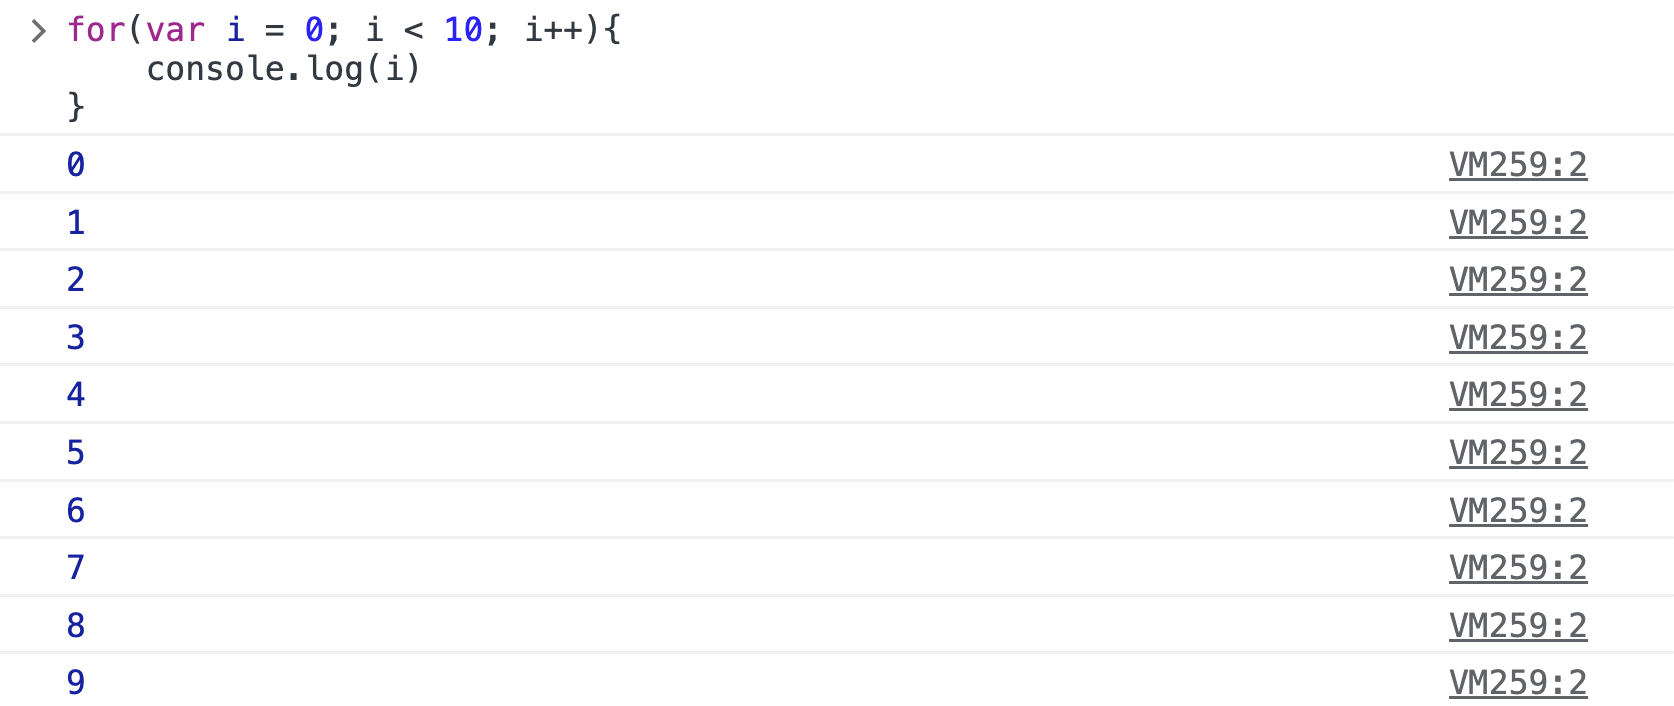 > for(var i = 0; i < 10; i++){
    console.log(i)
}
0 VM259:2
1 VM259:2
2 VM259:2
3 VM259:2
4 VM259:2
5 VM259:2
6 VM259:2
7 VM259:2
8 VM259:2
9 VM259:2